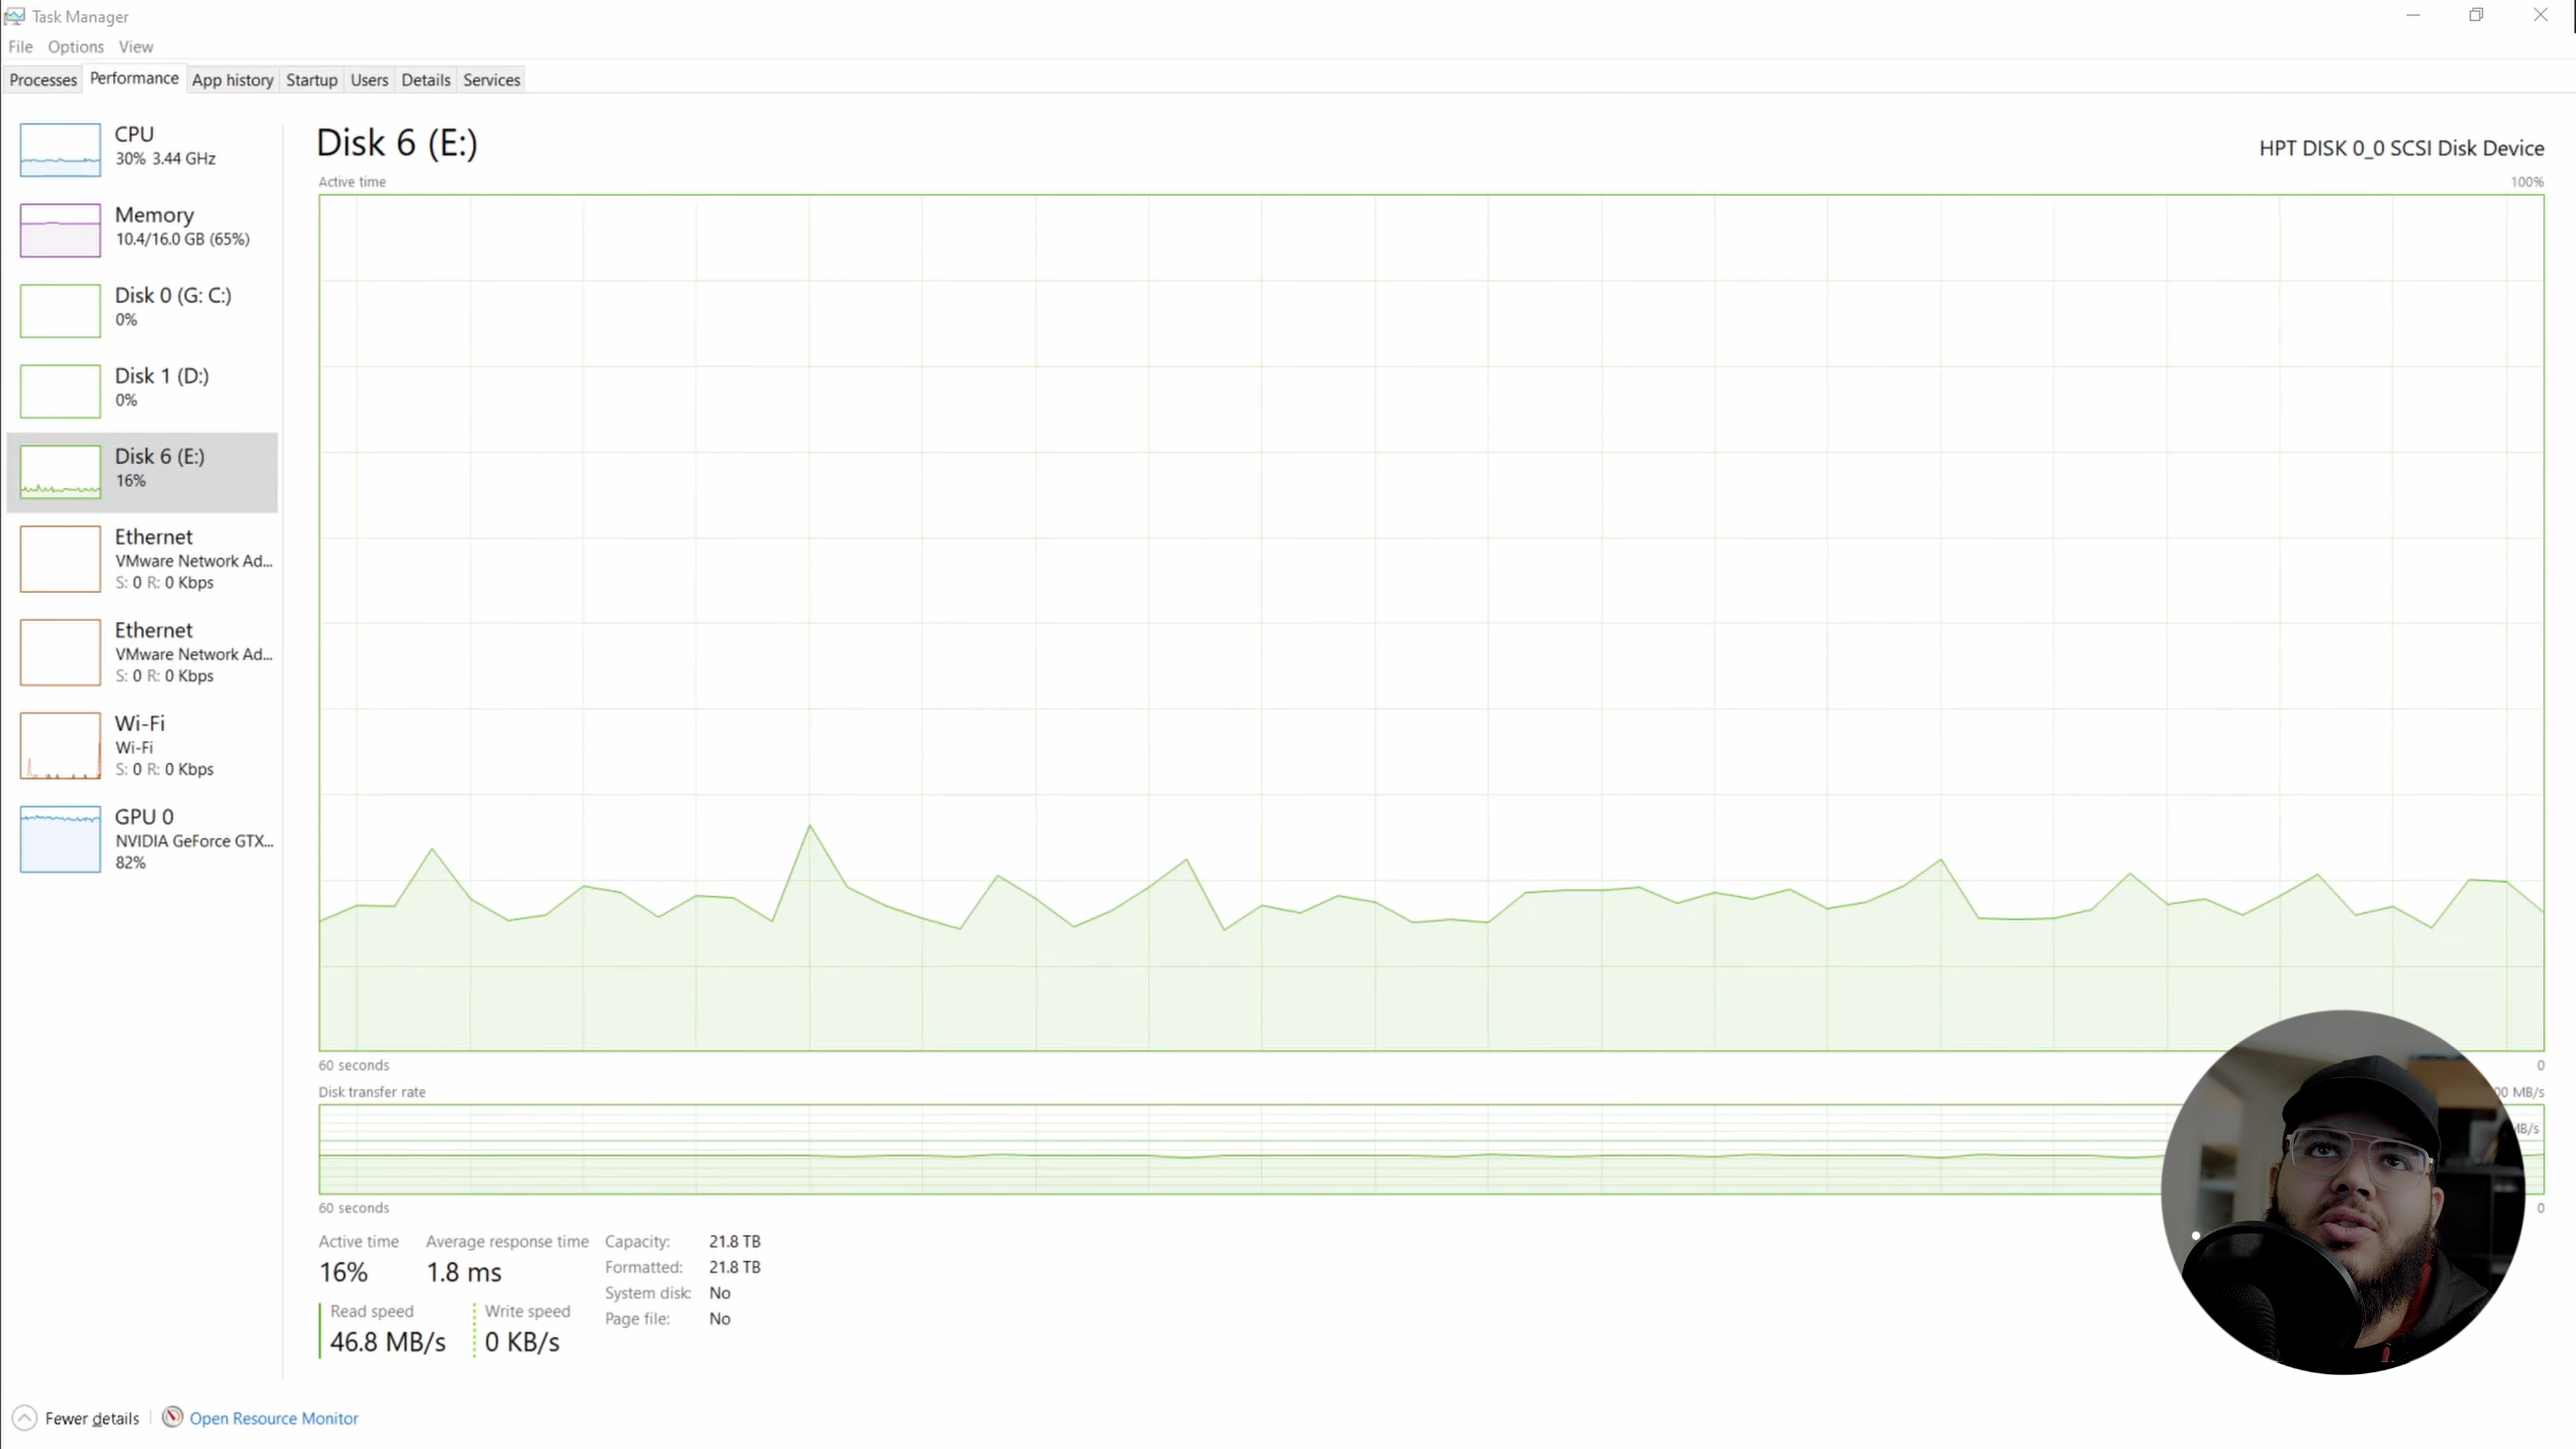 Task Manager
File Options View
Processes Performance App history Startup Users Details Services
CPU
30% 3.44 GHz
Memory
10.4/16.0 GB (65%)
Disk 0 (G: C:)
0%
Disk 1 (D:)
0%
Disk 6 (E:)
16%
Ethernet
VMware Network Ad...
S: 0 R: 0 Kbps
Ethernet
VMware Network Ad...
S: 0 R: 0 Kbps
Wi-Fi
Wi-Fi
S: 0 R: 0 Kbps
GPU 0
NVIDIA GeForce GTX...
82%
Disk 6 (E:)
HPT DISK 0_0 SCSI Disk Device
Active time 100%
60 seconds 0
Disk transfer rate MB/s
MB/s
60 seconds 0
Active time Average response time
16% 1.8 ms
Read speed Write speed
46.8 MB/s 0 KB/s
Capacity: 21.8 TB
Formatted: 21.8 TB
System disk: No
Page file: No
Fewer details Open Resource Monitor